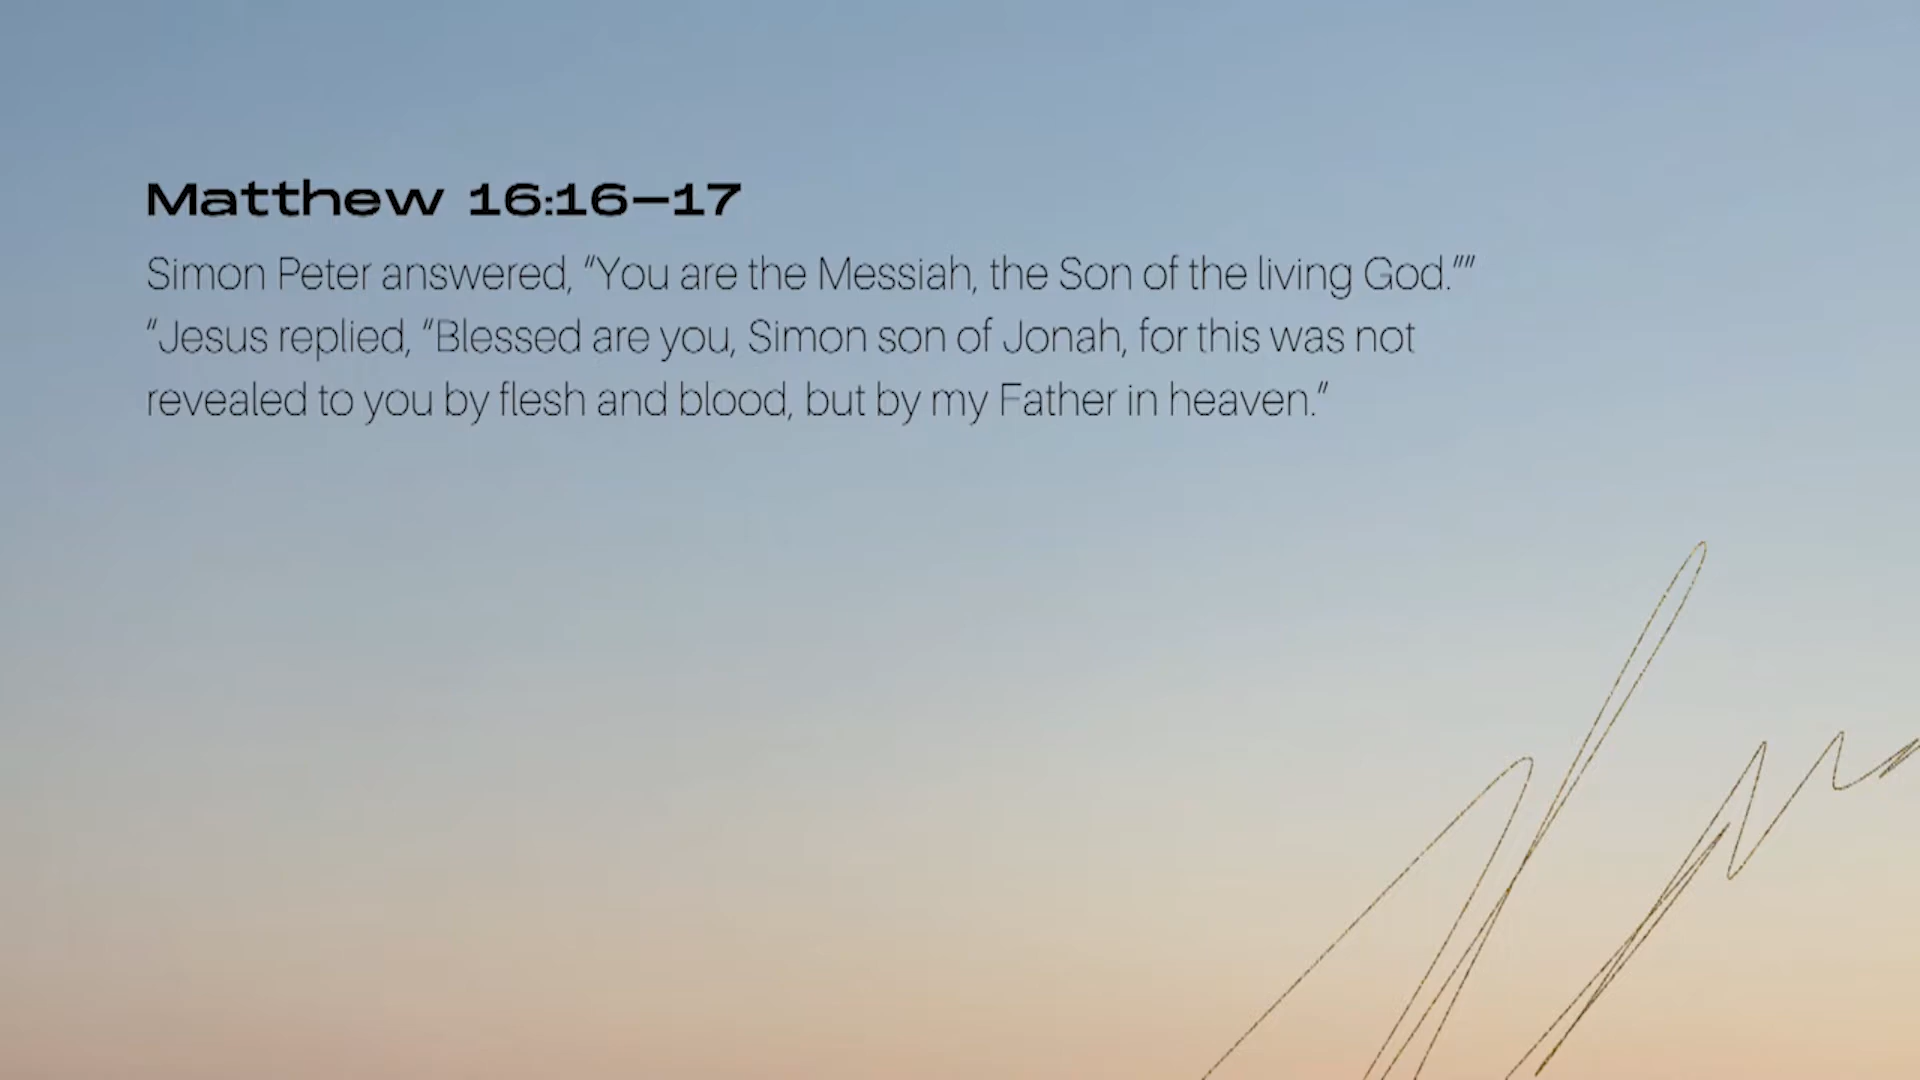 Matthew 16:16–17
Simon Peter answered, “You are the Messiah, the Son of the living God.””
“Jesus replied, “Blessed are you, Simon son of Jonah, for this was not
revealed to you by flesh and blood, but by my Father in heaven.”